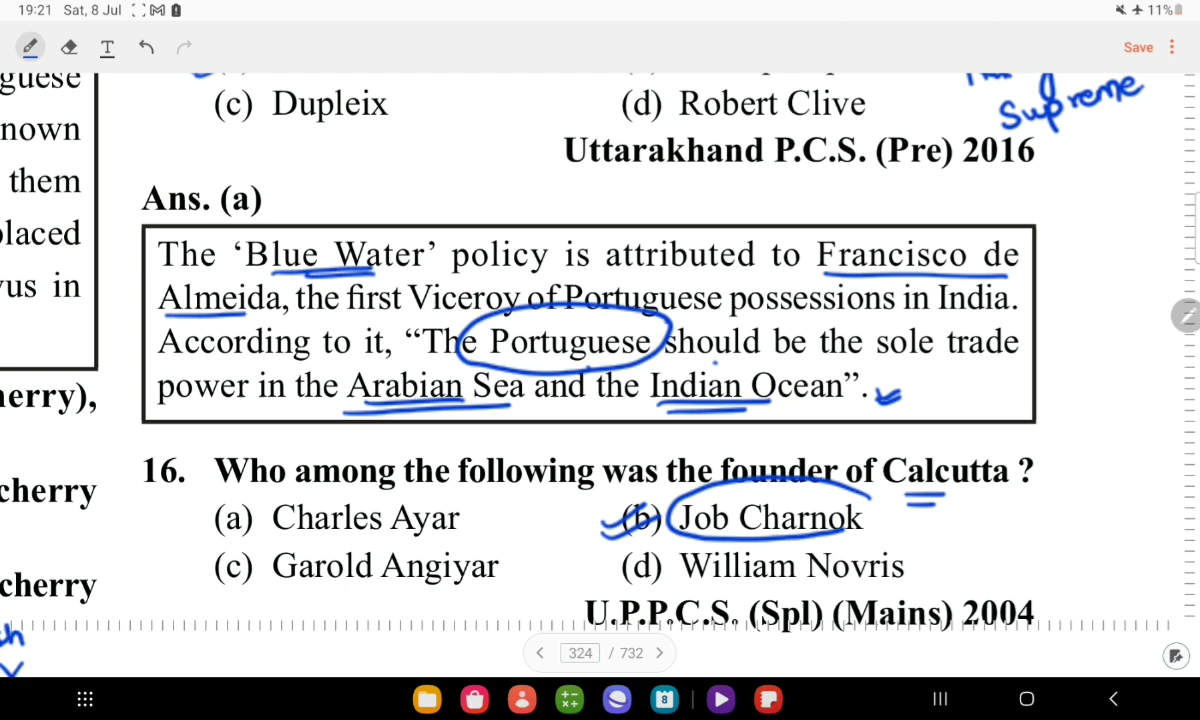 19:21 Sat, 8 Jul
11%
T
Save
guese
nown
them
placed
us in
erry),
cherry
cherry
(c) Dupleix
(d) Robert Clive
Supreme
Uttarakhand P.C.S. (Pre) 2016
Ans. (a)
The ‘Blue Water’ policy is attributed to Francisco de
Almeida, the first Viceroy of Portuguese possessions in India.
According to it, “The Portuguese should be the sole trade
power in the Arabian Sea and the Indian Ocean”.
16. Who among the following was the founder of Calcutta ?
(a) Charles Ayar
(b) Job Charnok
(c) Garold Angiyar
(d) William Novris
U.P.P.C.S. (Spl) (Mains) 2004
324 / 732
8